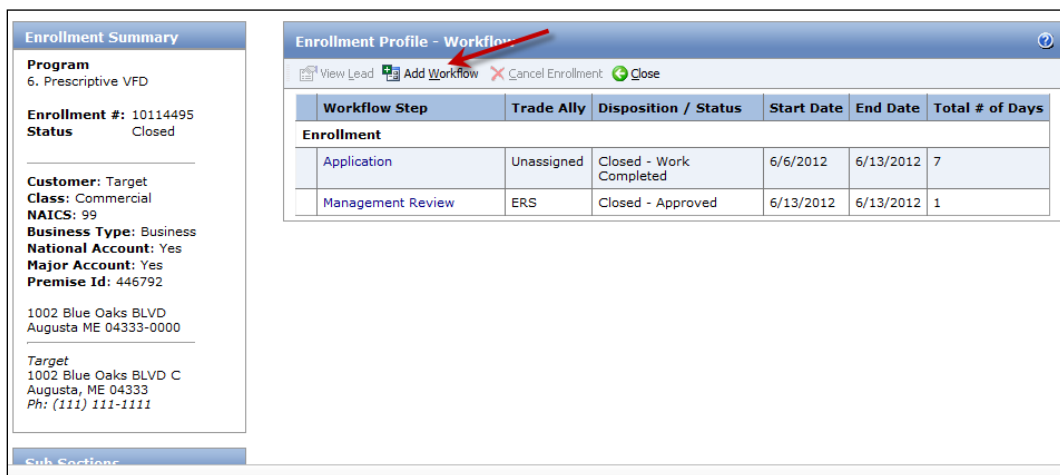 Enrollment Summary
Program
6. Prescriptive VFD
Enrollment #: 10114495
Status Closed
Customer: Target
Class: Commercial
NAICS: 99
Business Type: Business
National Account: Yes
Major Account: Yes
Premise Id: 446792
1002 Blue Oaks BLVD
Augusta ME 04333-0000
Target
1002 Blue Oaks BLVD C
Augusta, ME 04333
Ph: (111) 111-1111
Sub Sections
Enrollment Profile - Workflow
View Lead Add Workflow Cancel Enrollment Close
Workflow Step Trade Ally Disposition / Status Start Date End Date Total # of Days
Enrollment
Application Unassigned Closed - Work 6/6/2012 6/13/2012 7
Completed
Management Review ERS Closed - Approved 6/13/2012 6/13/2012 1